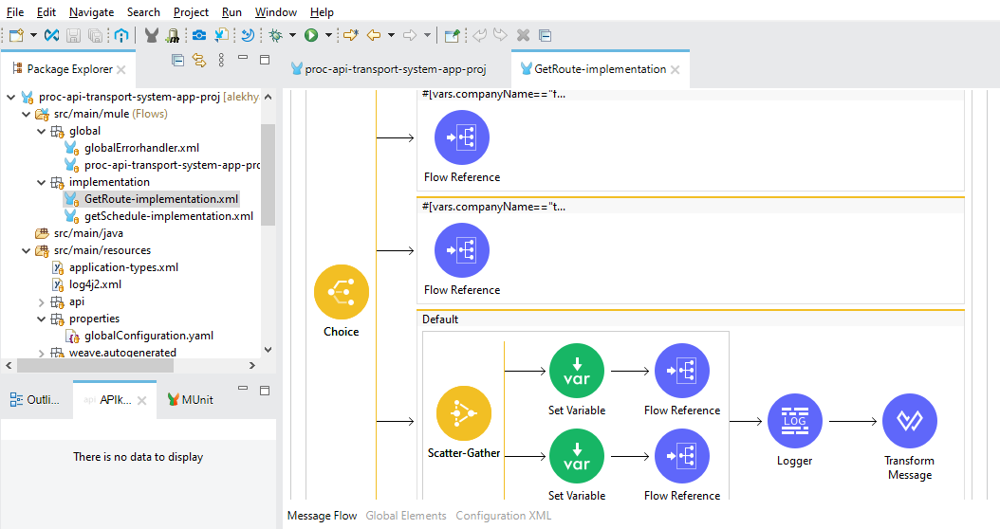 File Edit Navigate Search Project Run Window Help
Package Explorer
proc-api-transport-system-app-proj
GetRoute-implementation
proc-api-transport-system-app-proj [alekhy
src/main/mule (Flows)
global
globalErrorhandler.xml
proc-api-transport-system-app-prc
implementation
GetRoute-implementation.xml
getSchedule-implementation.xml
src/main/java
src/main/resources
application-types.xml
log4j2.xml
api
properties
globalConfiguration.yaml
weave.autogenerated
Outli...
api APIk...
MUnit
There is no data to display
#[vars.companyName=="f...
Flow Reference
#[vars.companyName=="t...
Flow Reference
Choice
Default
var
Set Variable
Flow Reference
Scatter-Gather
var
Set Variable
Flow Reference
LOG
Logger
Transform
Message
Message Flow Global Elements Configuration XML